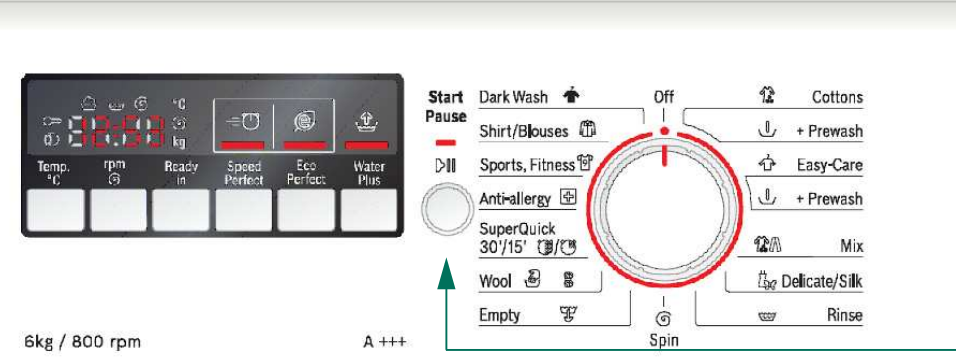 °C
kg
Temp.
°C
rpm
Ready
in
Speed
Perfect
Eco
Perfect
Water
Plus
6kg / 800 rpm
A +++
Start
Pause
Dark Wash
Shirt/Blouses
Sports, Fitness
Anti-allergy
SuperQuick
30'/15'
Wool
Empty
Off
Spin
Cottons
+ Prewash
Easy-Care
+ Prewash
Mix
Delicate/Silk
Rinse